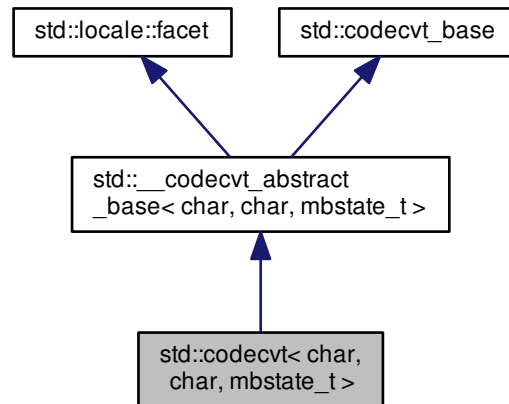 std::locale::facet
std::codecvt_base
std::__codecvt_abstract
_base< char, char, mbstate_t >
std::codecvt< char,
char, mbstate_t >